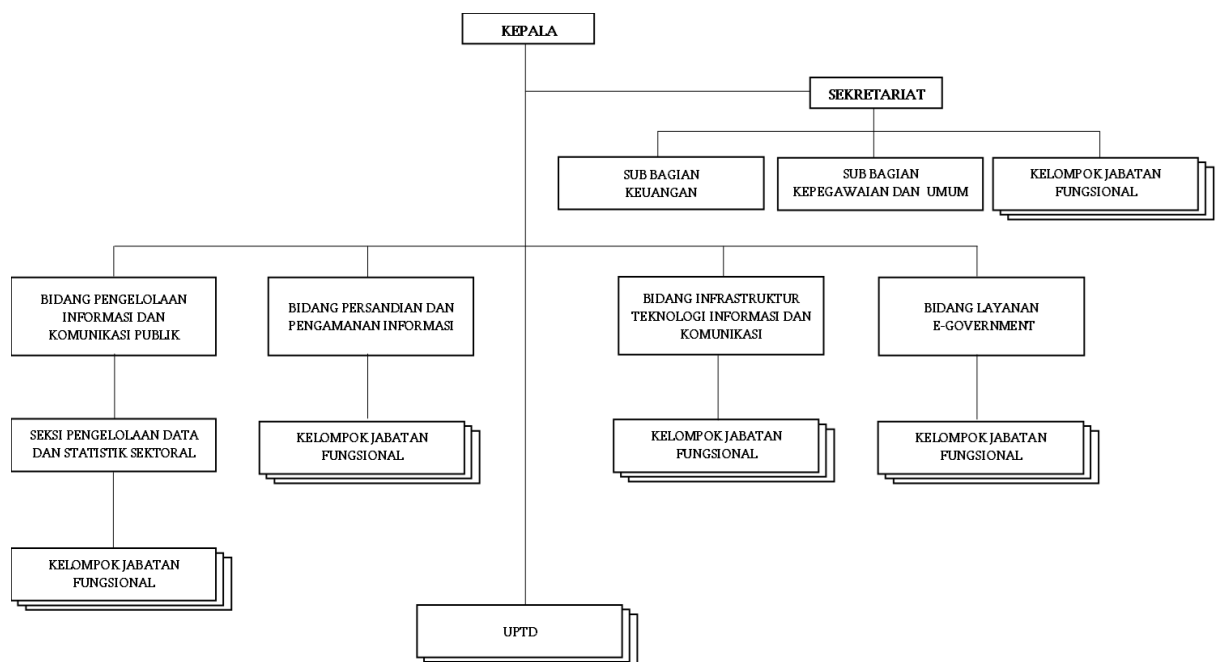 KEPALA
SEKRETARIAT
SUB BAGIAN
KEUANGAN
SUB BAGIAN
KEPEGAWAIAN DAN UMUM
KELOMPOK JABATAN
FUNGSIONAL
BIDANG PENGELOLAAN
INFORMASI DAN
KOMUNIKASI PUBLIK
BIDANG PERSANDIAN DAN
PENGAMANAN INFORMASI
BIDANG INFRASTRUKTUR
TEKNOLOGI INFORMASI DAN
KOMUNIKASI
BIDANG LAYANAN
E-GOVERNMENT
SEKSI PENGELOLAAN DATA
DAN STATISTIK SEKTORAL
KELOMPOK JABATAN
FUNGSIONAL
KELOMPOK JABATAN
FUNGSIONAL
KELOMPOK JABATAN
FUNGSIONAL
KELOMPOK JABATAN
FUNGSIONAL
UPTD